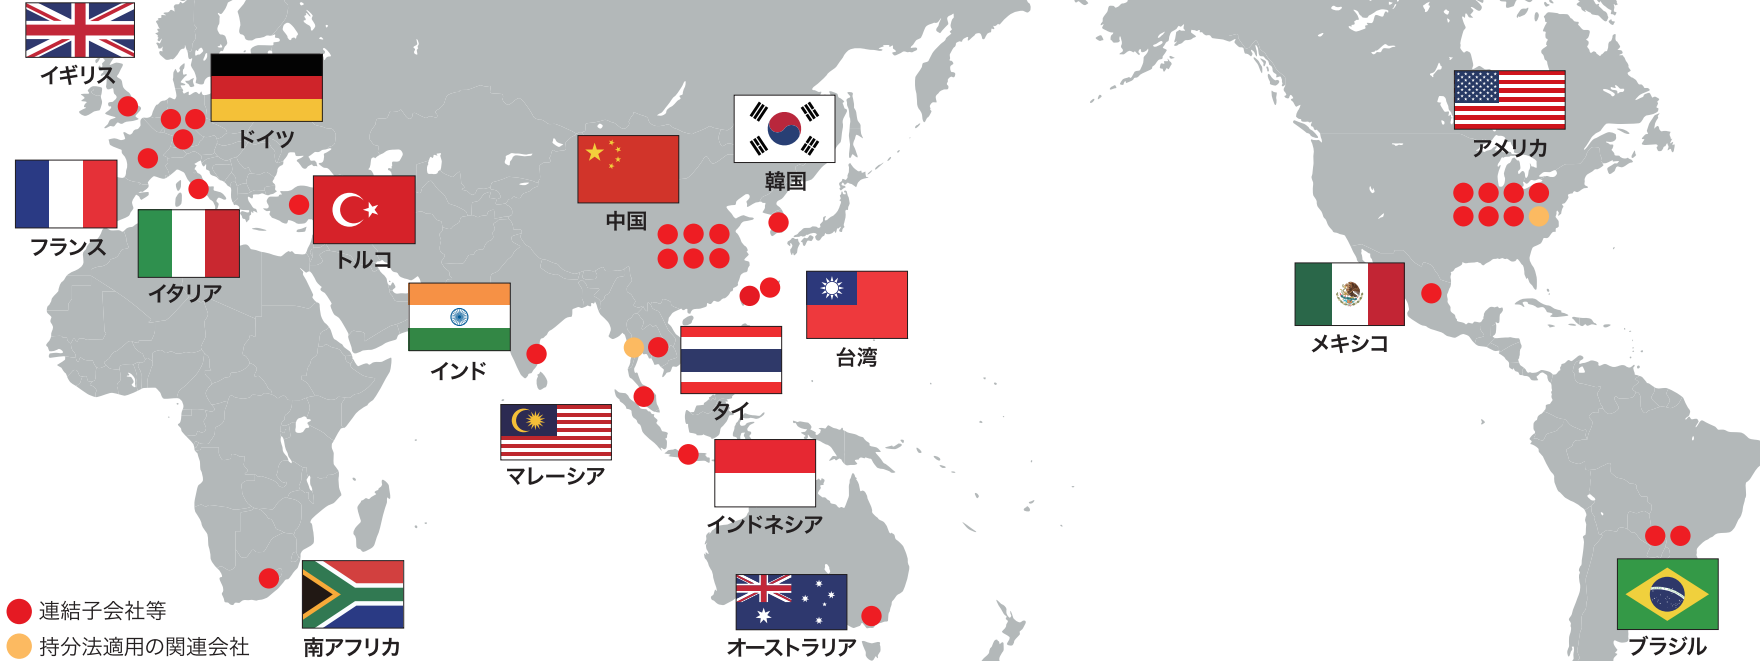 イギリス
ドイツ
フランス
イタリア
トルコ
インド
中国
韓国
台湾
タイ
マレーシア
インドネシア
オーストラリア
南アフリカ
アメリカ
メキシコ
ブラジル
連結子会社等
持分法適用の関連会社